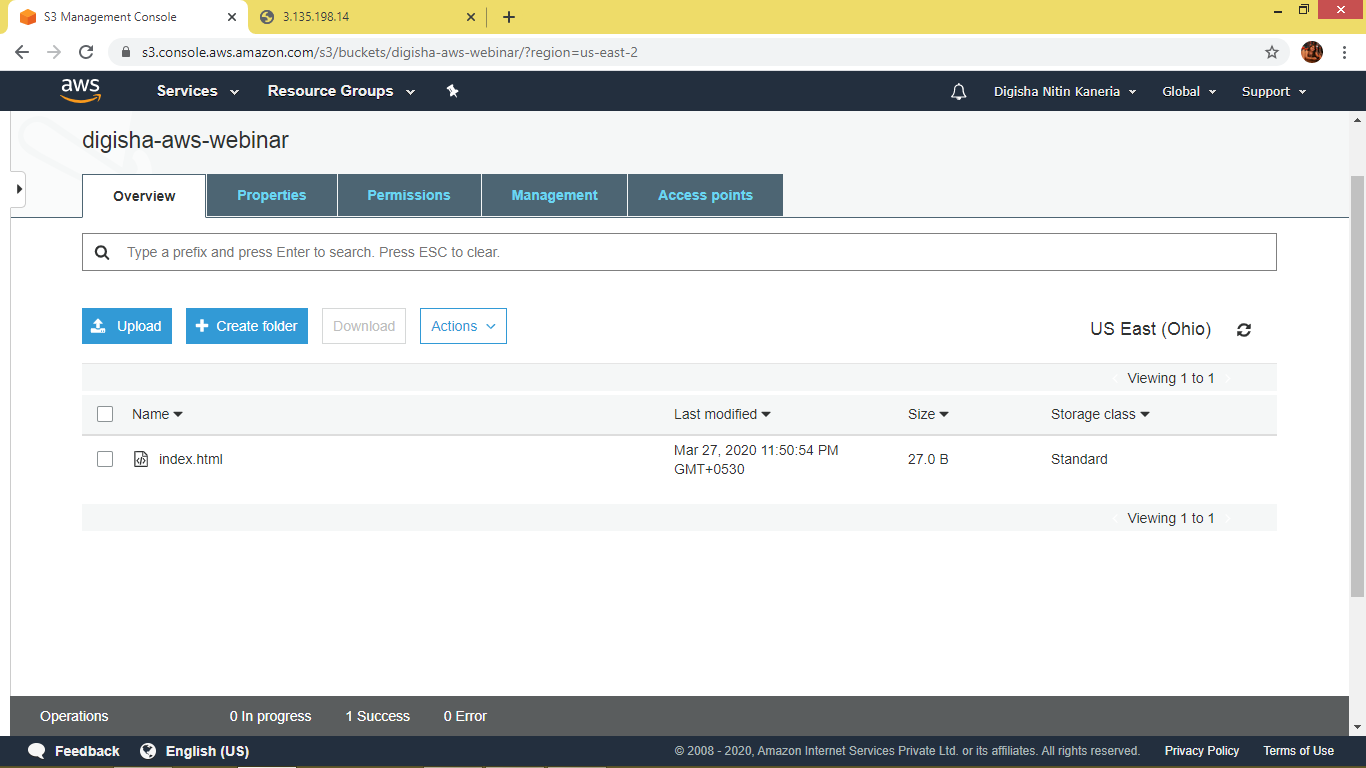 S3 Management Console
3.135.198.14
s3.console.aws.amazon.com/s3/buckets/digisha-aws-webinar/?region=us-east-2
aws Services Resource Groups Digisha Nitin Kaneria Global Support
digisha-aws-webinar
Overview Properties Permissions Management Access points
Type a prefix and press Enter to search. Press ESC to clear.
Upload Create folder Download Actions US East (Ohio)
Viewing 1 to 1
Name Last modified Size Storage class
index.html Mar 27, 2020 11:50:54 PM 27.0 B Standard
GMT+0530
Viewing 1 to 1
Operations 0 In progress 1 Success 0 Error
Feedback English (US) © 2008 - 2020, Amazon Internet Services Private Ltd. or its affiliates. All rights reserved. Privacy Policy Terms of Use